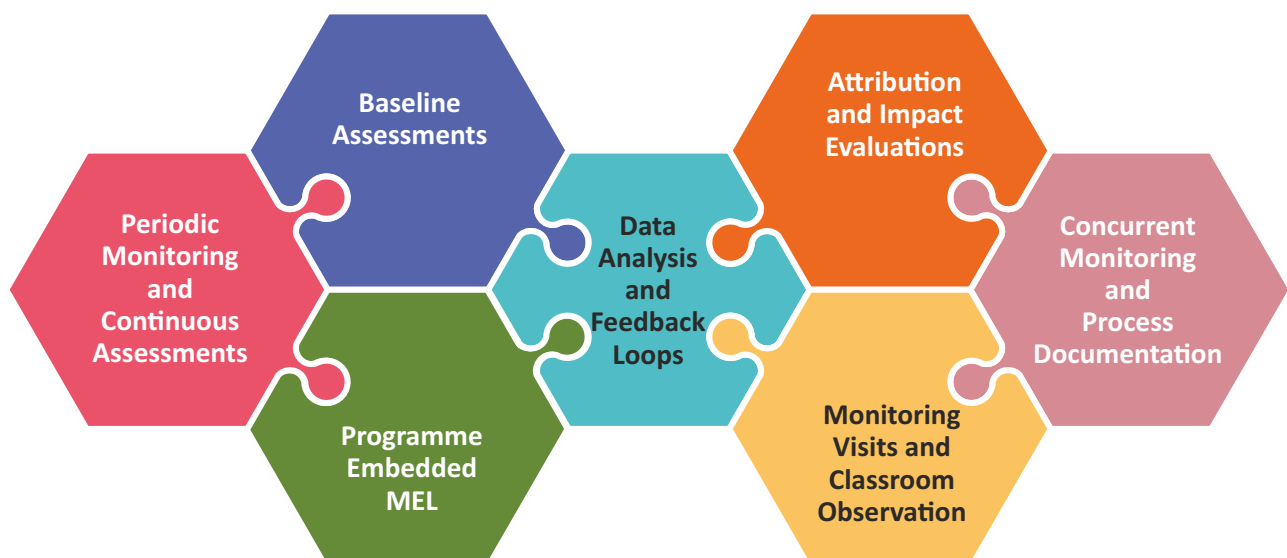 Baseline
Assessments
Attribution
and Impact
Evaluations
Periodic
Monitoring
and
Continuous
Assessments
Data
Analysis
and
Feedback
Loops
Concurrent
Monitoring
and
Process
Documentation
Programme
Embedded
MEL
Monitoring
Visits and
Classroom
Observation